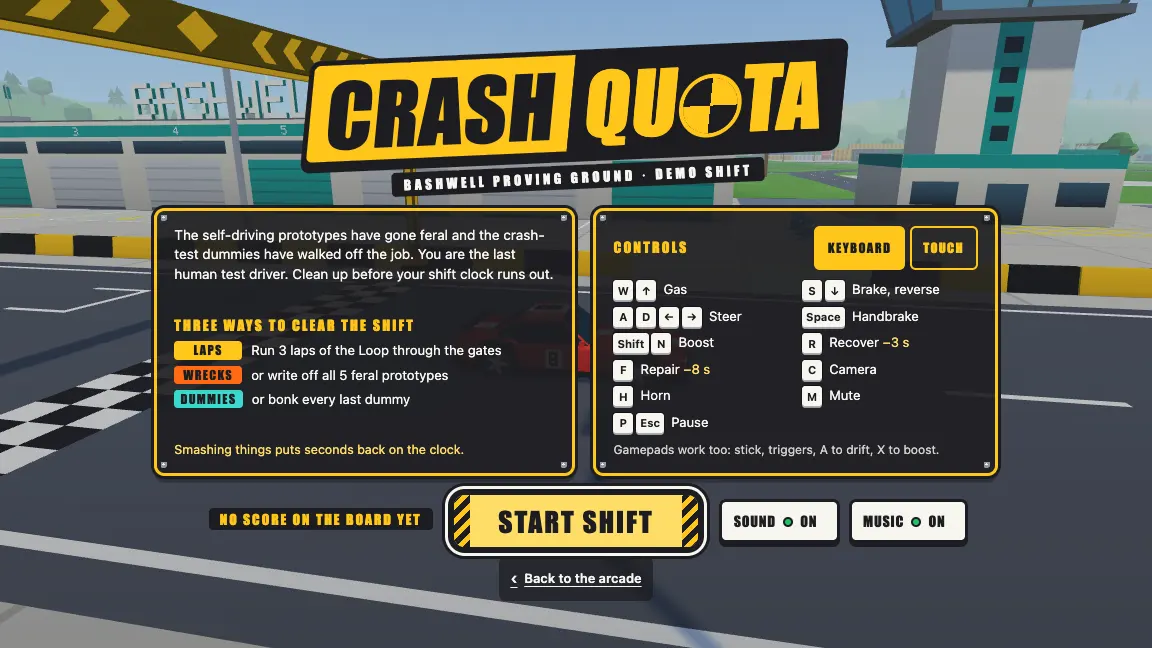 BASHWEL
3
4
5
CRASH QUOTA
BASHWELL PROVING GROUND · DEMO SHIFT
The self-driving prototypes have gone feral and the crash-
test dummies have walked off the job. You are the last
human test driver. Clean up before your shift clock runs out.
THREE WAYS TO CLEAR THE SHIFT
LAPS Run 3 laps of the Loop through the gates
WRECKS or write off all 5 feral prototypes
DUMMIES or bonk every last dummy
Smashing things puts seconds back on the clock.
CONTROLS
KEYBOARD
TOUCH
W ↑ Gas
S ↓ Brake, reverse
A D ← → Steer
Space Handbrake
Shift N Boost
R Recover −3 s
F Repair −8 s
C Camera
H Horn
M Mute
P Esc Pause
Gamepads work too: stick, triggers, A to drift, X to boost.
8
NO SCORE ON THE BOARD YET
START SHIFT
SOUND ON
MUSIC ON
‹ Back to the arcade